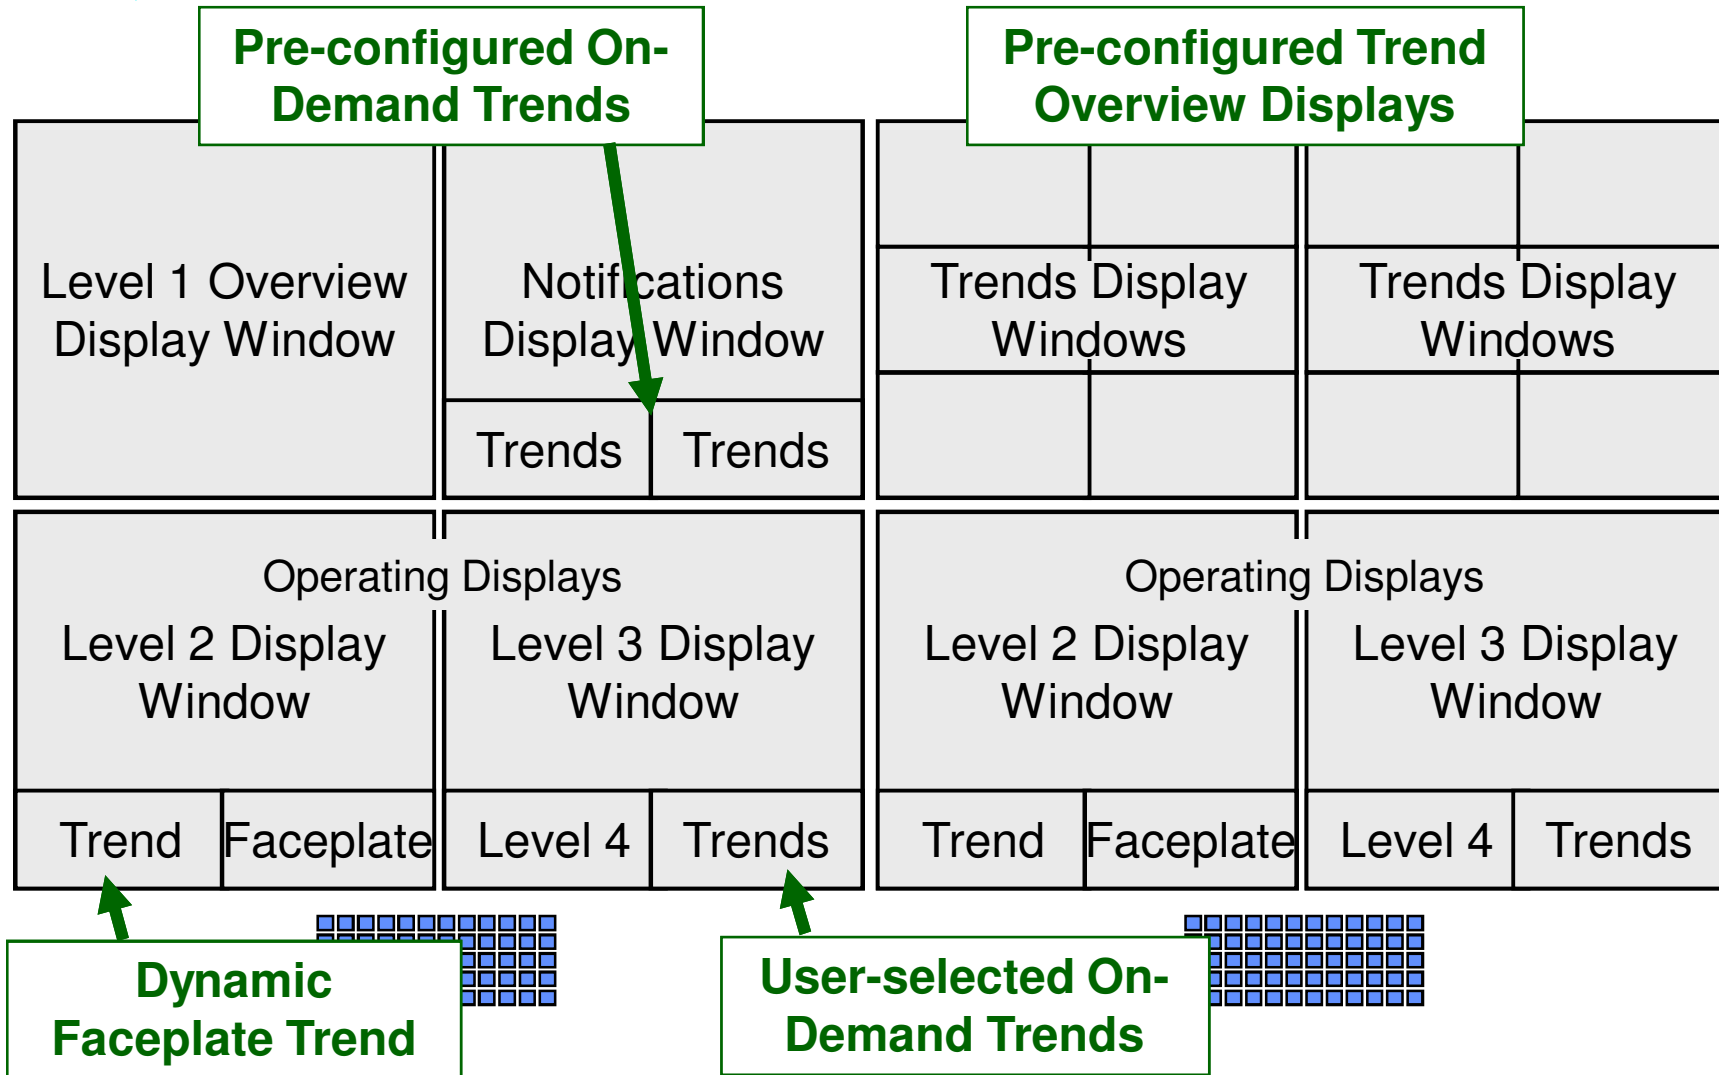 Pre-configured On-
Demand Trends
Pre-configured Trend
Overview Displays
Level 1 Overview
Display Window
Notifications
Display Window
Trends Display
Windows
Trends Display
Windows
Trends
Trends
Operating Displays
Level 2 Display
Window
Level 3 Display
Window
Operating Displays
Level 2 Display
Window
Level 3 Display
Window
Trend
Faceplate
Level 4
Trends
Trend
Faceplate
Level 4
Trends
Dynamic
Faceplate Trend
User-selected On-
Demand Trends